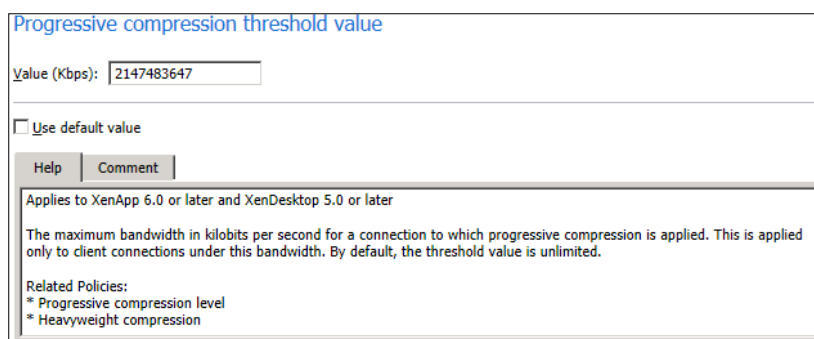 Progressive compression threshold value
Value (Kbps): 2147483647
Use default value
Help Comment
Applies to XenApp 6.0 or later and XenDesktop 5.0 or later
The maximum bandwidth in kilobits per second for a connection to which progressive compression is applied. This is applied
only to client connections under this bandwidth. By default, the threshold value is unlimited.
Related Policies:
* Progressive compression level
* Heavyweight compression